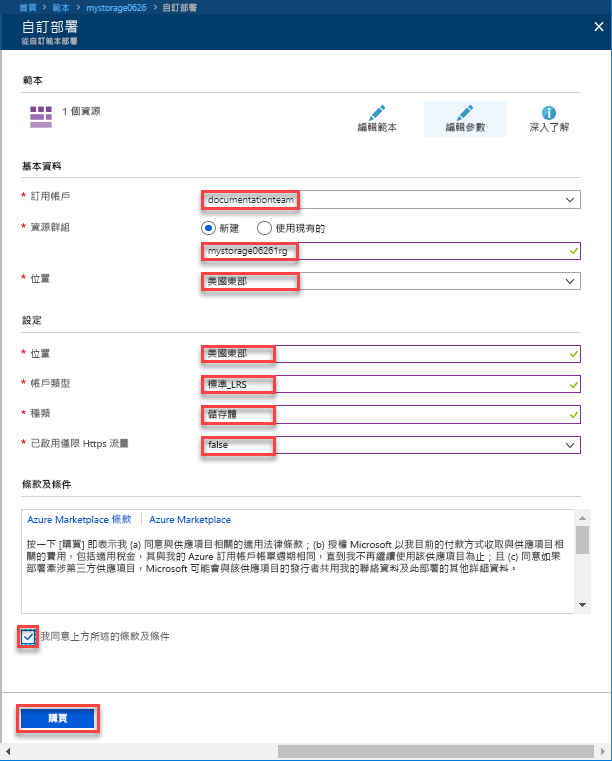 首頁 > 範本 > mystorage0626 > 自訂部署
自訂部署
從自訂範本部署
範本
1 個資源
編輯範本
編輯參數
深入了解
基本資料
* 訂用帳戶
documentationteam
* 資源群組
新建 使用現有的
mystorage06261rg
* 位置
美國東部
設定
* 位置
美國東部
* 帳戶類型
標準_LRS
* 種類
儲存體
* 已啟用僅限 Https 流量
false
條款及條件
Azure Marketplace 條款 | Azure Marketplace
按一下 [購買] 即表示我 (a) 同意與供應項目相關的適用法律條款；(b) 授權 Microsoft 以我目前的付款方式收取與供應項目相
關的費用，包括適用稅金，其與我的 Azure 訂用帳戶帳單週期相同，直到我不再繼續使用該供應項目為止；且 (c) 同意如果
部署牽涉第三方供應項目，Microsoft 可能會與該供應項目的發行者共用我的聯絡資料及此部署的其他詳細資料。
我同意上方所述的條款及條件
購買